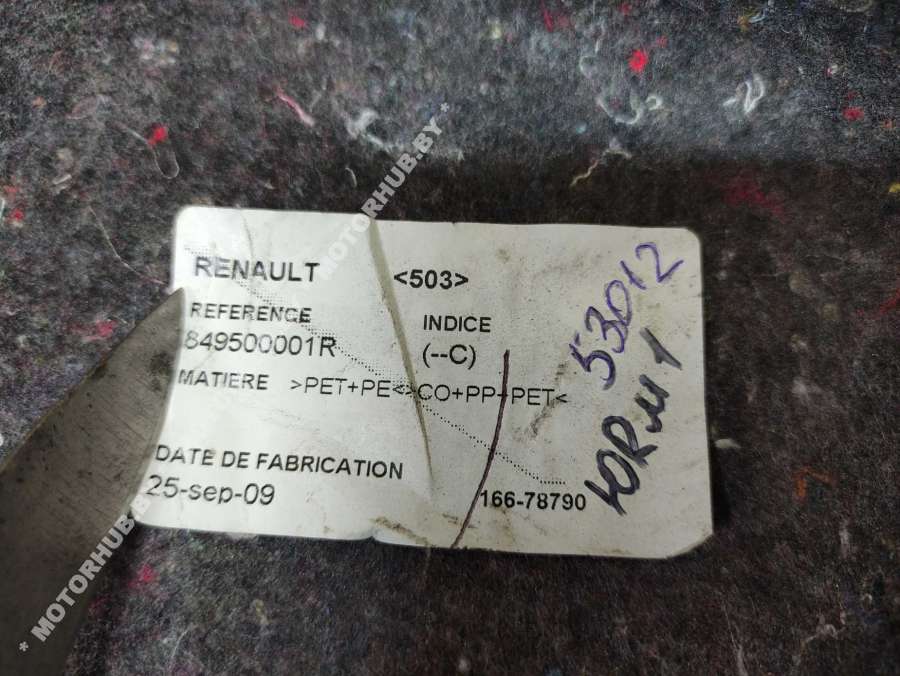 RENAULT <503>
REFERENCE INDICE
849500001R (--C)
MATIERE >PET+PE<>CO+PP+PET<
DATE DE FABRICATION
25-sep-09 166-78790
53012
* MOTORHUB.BY *
* MOTORHUB.BY